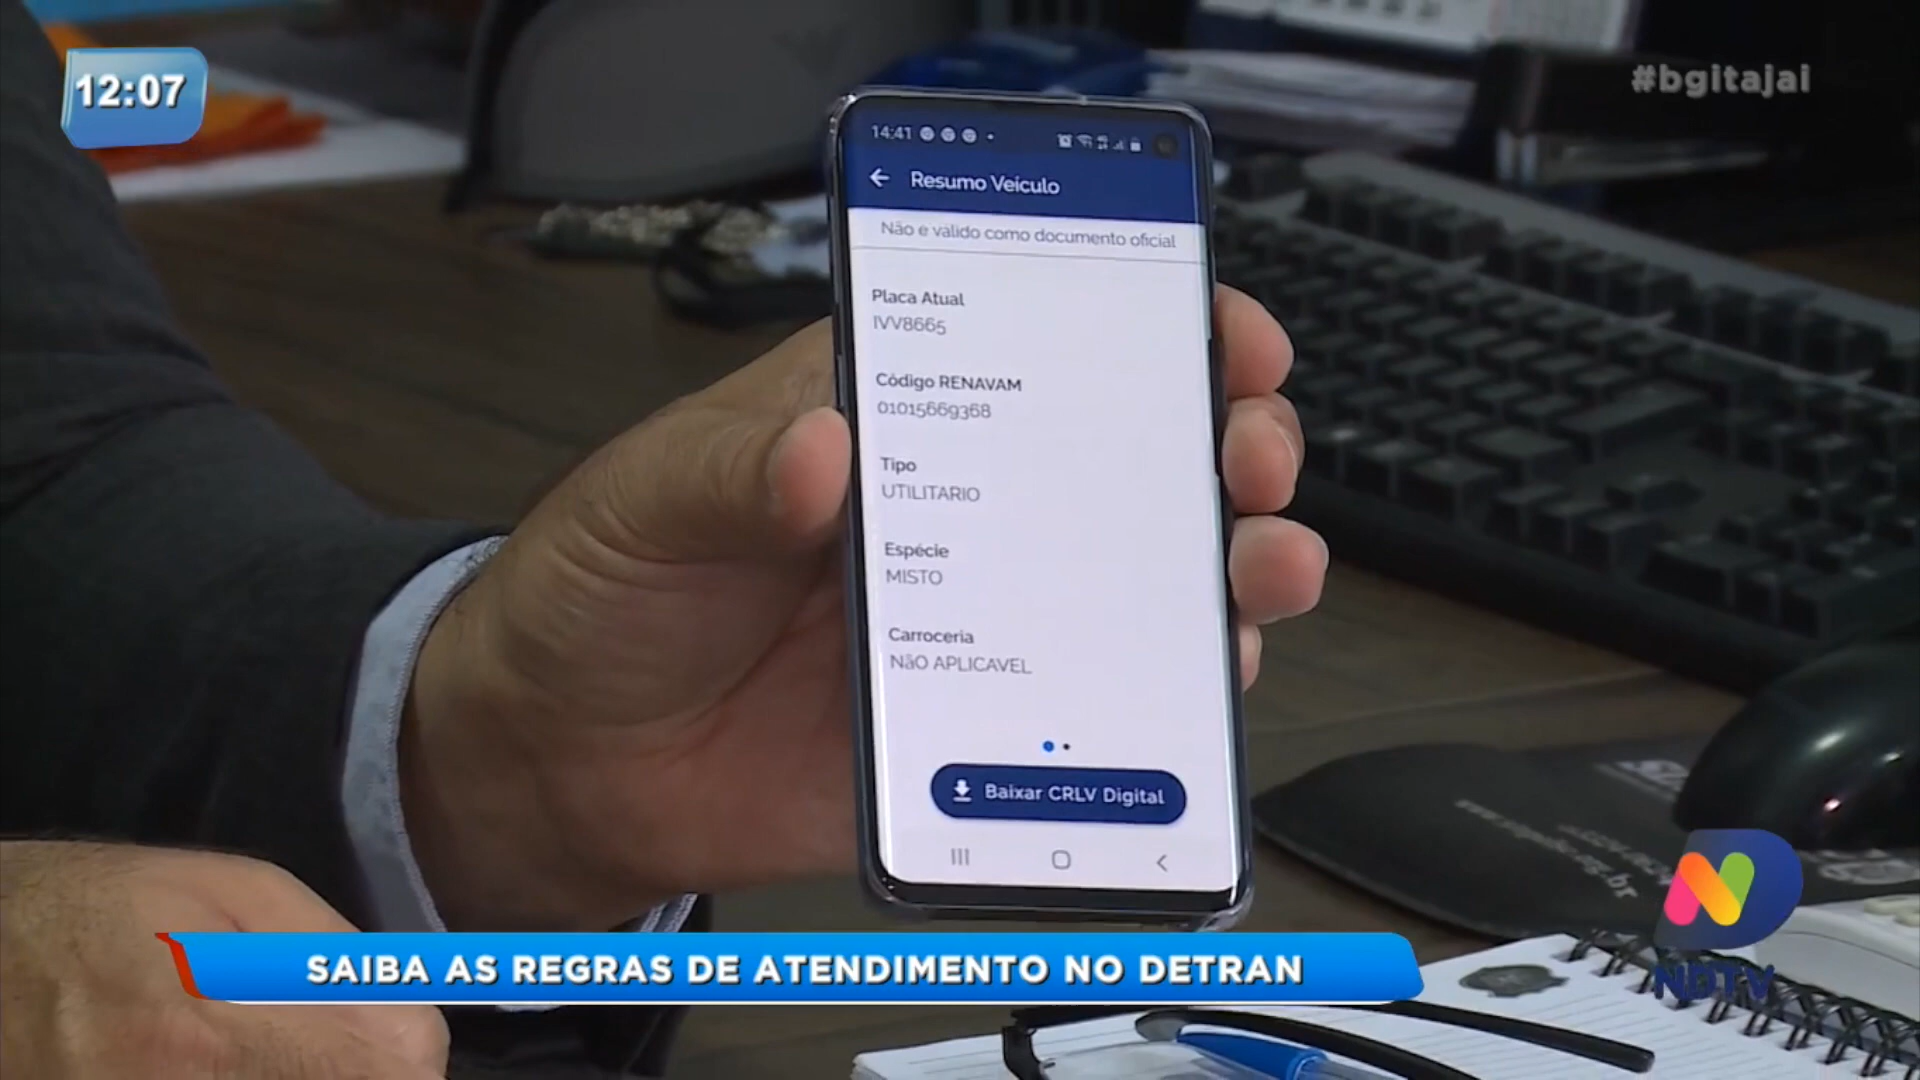 12:07
#bgitajai
14:41
Resumo Veículo
Não e valido como documento oficial
Placa Atual
IVV8665
Código RENAVAM
01015669368
Tipo
UTILITARIO
Espécie
MISTO
Carroceria
NãO APLICAVEL
Baixar CRLV Digital
SAIBA AS REGRAS DE ATENDIMENTO NO DETRAN
NDTV